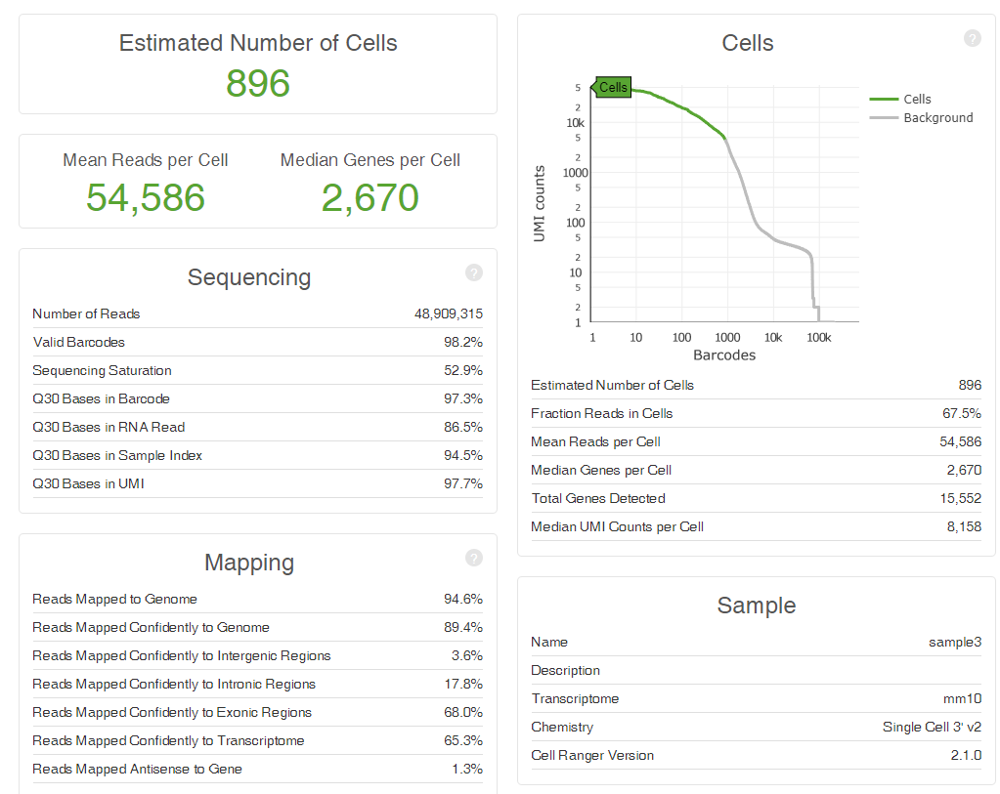 Estimated Number of Cells
896
Mean Reads per Cell
54,586
Median Genes per Cell
2,670
Sequencing
?
Number of Reads 48,909,315
Valid Barcodes 98.2%
Sequencing Saturation 52.9%
Q30 Bases in Barcode 97.3%
Q30 Bases in RNA Read 86.5%
Q30 Bases in Sample Index 94.5%
Q30 Bases in UMI 97.7%
Mapping
?
Reads Mapped to Genome 94.6%
Reads Mapped Confidently to Genome 89.4%
Reads Mapped Confidently to Intergenic Regions 3.6%
Reads Mapped Confidently to Intronic Regions 17.8%
Reads Mapped Confidently to Exonic Regions 68.0%
Reads Mapped Confidently to Transcriptome 65.3%
Reads Mapped Antisense to Gene 1.3%
Cells
?
Cells
Cells
Background
UMI counts
5
2
10k
5
2
1000
5
2
100
5
2
10
5
2
1
1 10 100 1000 10k 100k
Barcodes
Estimated Number of Cells 896
Fraction Reads in Cells 67.5%
Mean Reads per Cell 54,586
Median Genes per Cell 2,670
Total Genes Detected 15,552
Median UMI Counts per Cell 8,158
Sample
Name sample3
Description
Transcriptome mm10
Chemistry Single Cell 3' v2
Cell Ranger Version 2.1.0